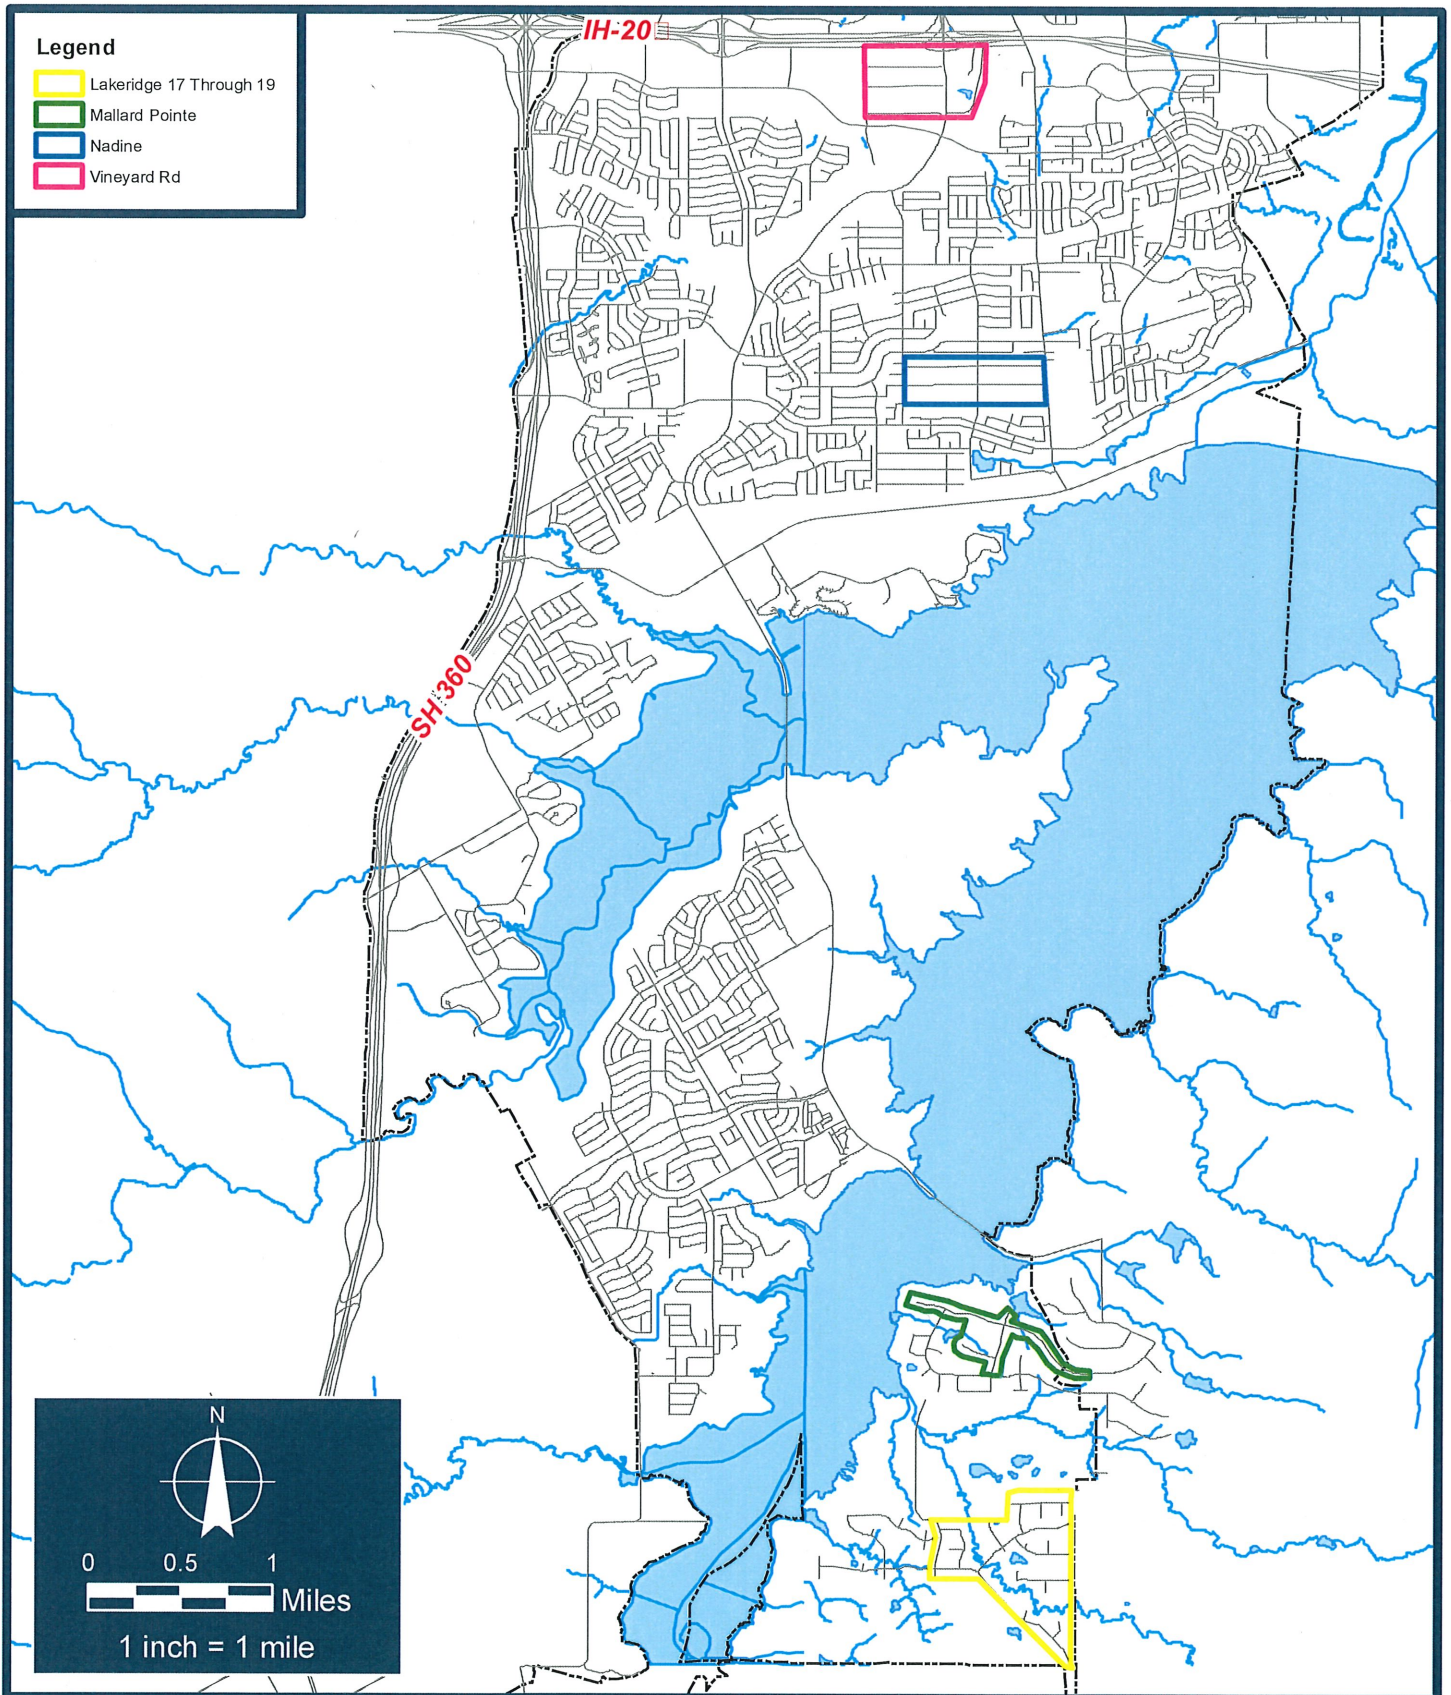 IH-20
Legend
Lakeridge 17 Through 19
Mallard Pointe
Nadine
Vineyard Rd
SH 360
N
0 0.5 1
Miles
1 inch = 1 mile